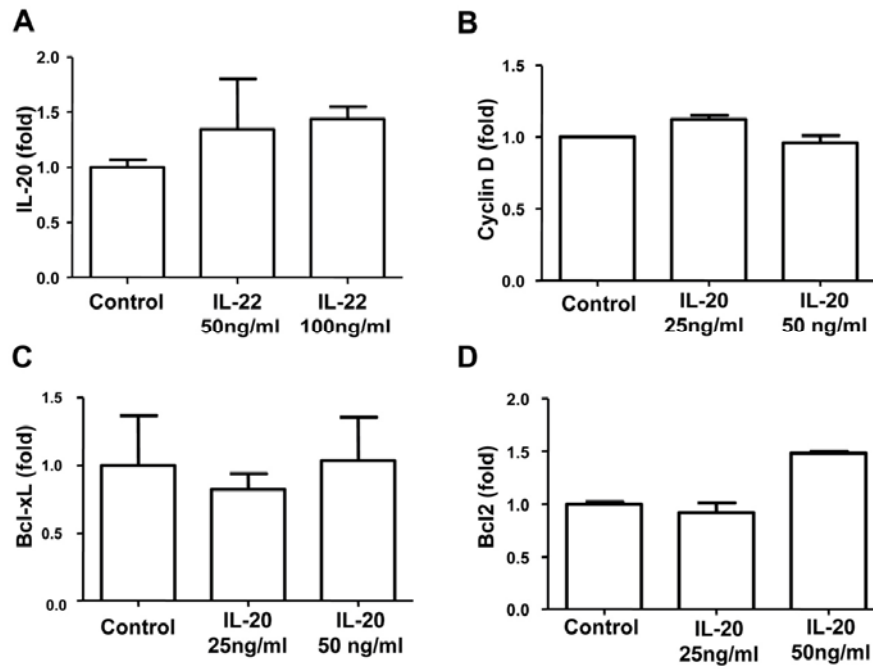 A
IL-20 (fold)
2.0
1.5
1.0
0.5
0.0
Control
IL-22
50ng/ml
IL-22
100ng/ml
B
Cyclin D (fold)
1.5
1.0
0.5
0.0
Control
IL-20
25ng/ml
IL-20
50 ng/ml
C
Bcl-xL (fold)
1.5
1.0
0.5
0.0
Control
IL-20
25ng/ml
IL-20
50 ng/ml
D
Bcl2 (fold)
2.0
1.5
1.0
0.5
0.0
Control
IL-20
25ng/ml
IL-20
50ng/ml